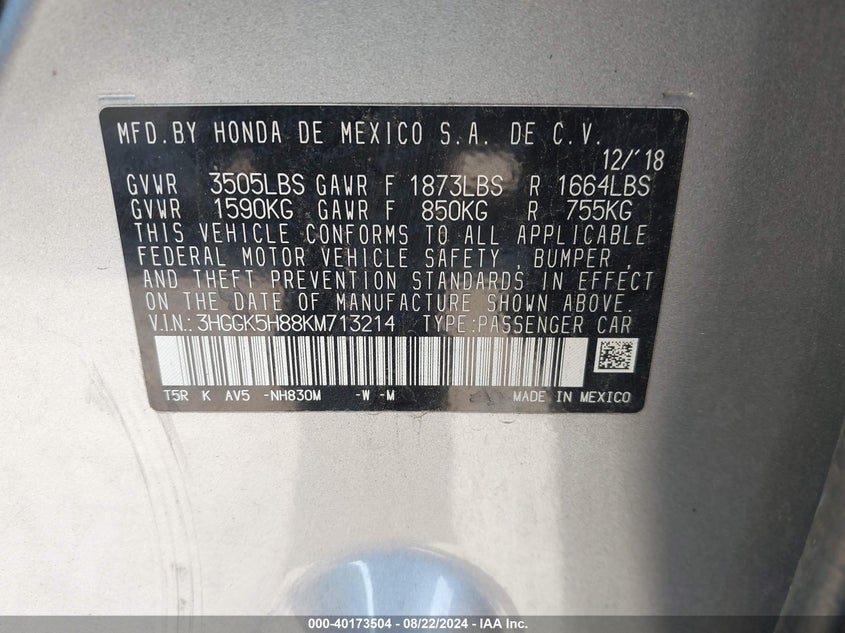 MFD. BY HONDA DE MEXICO S.A. DE C.V.
12/'18
GVWR 3505LBS GAWR F 1873LBS R 1664LBS
GVWR 1590KG GAWR F 850KG R 755KG
THIS VEHICLE CONFORMS TO ALL APPLICABLE
FEDERAL MOTOR VEHICLE SAFETY , BUMPER ,
AND THEFT PREVENTION STANDARDS IN EFFECT
ON THE DATE OF MANUFACTURE SHOWN ABOVE.
V.I.N.: 3HGGK5H88KM713214 TYPE:PASSENGER CAR
T5R K AV5 -NH830M -W -M MADE IN MEXICO
000-40173504 - 08/22/2024 - IAA Inc.